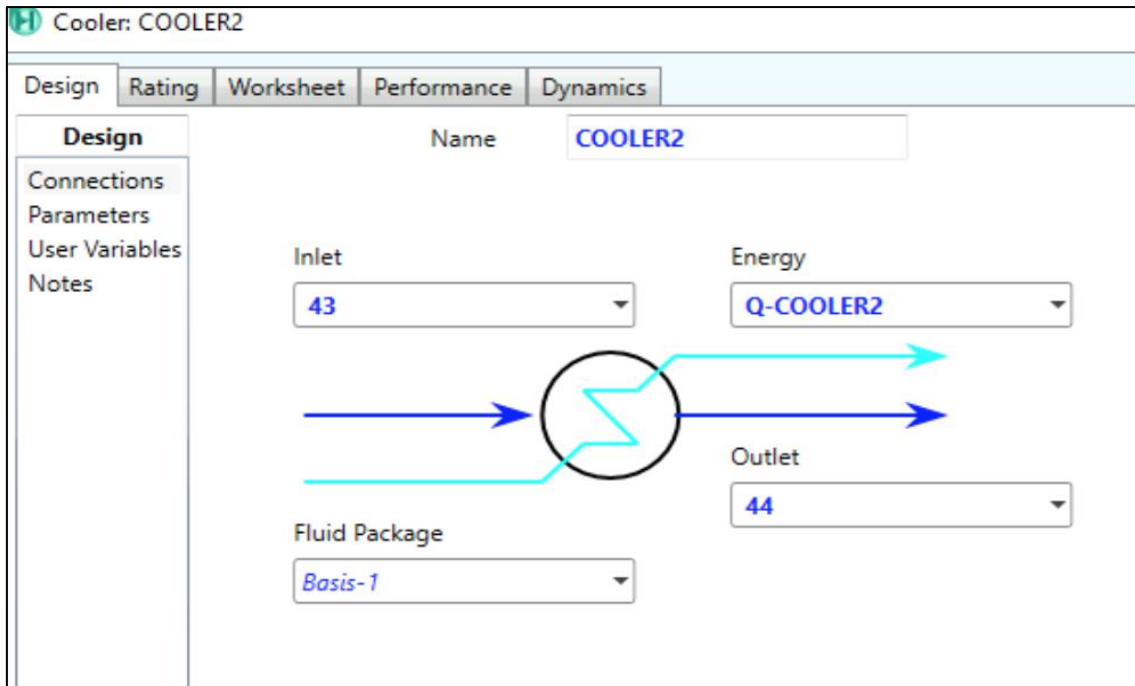 Cooler: COOLER2
Design Rating Worksheet Performance Dynamics
Design
Connections
Parameters
User Variables
Notes
Name COOLER2
Inlet
43
Energy
Q-COOLER2
Outlet
44
Fluid Package
Basis-1